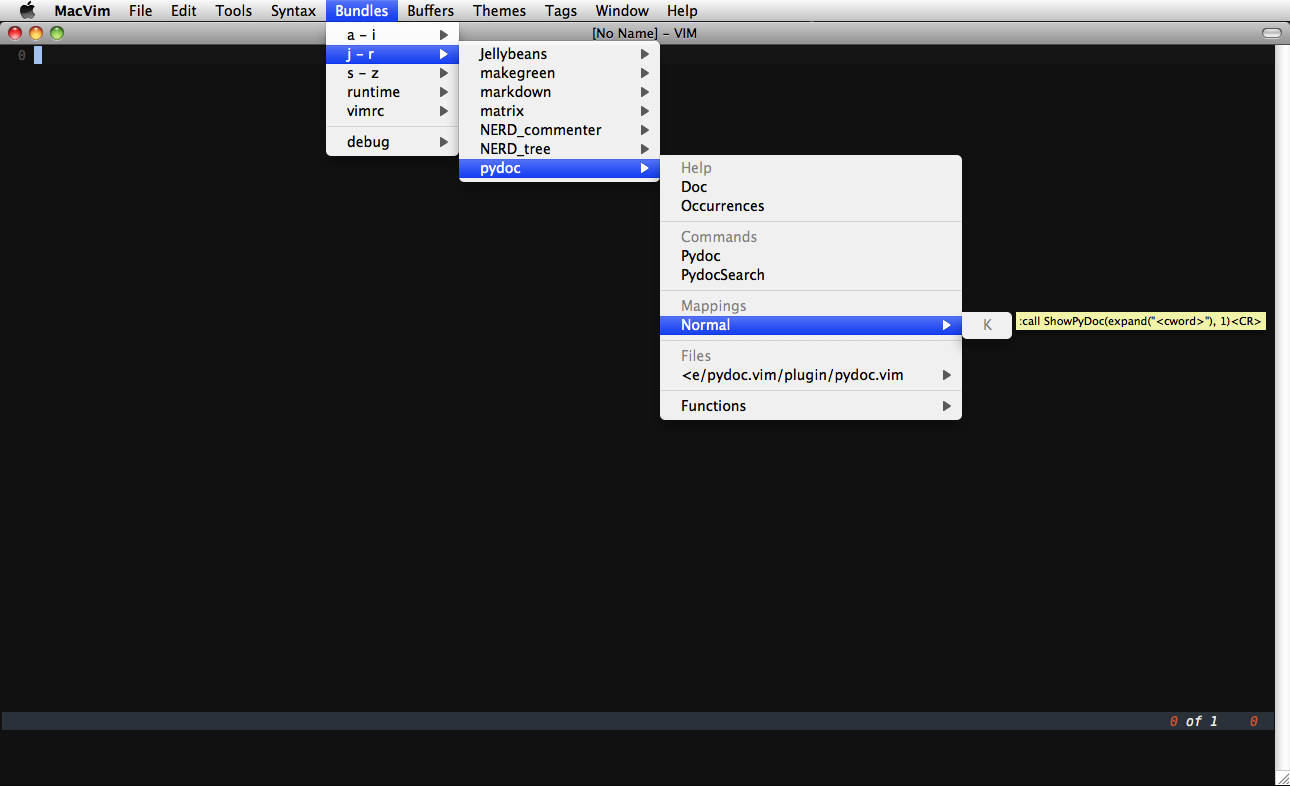 MacVim File Edit Tools Syntax Bundles Buffers Themes Tags Window Help
[No Name] – VIM
0
a – i
j – r
s – z
runtime
vimrc
debug
Jellybeans
makegreen
markdown
matrix
NERD_commenter
NERD_tree
pydoc
Help
Doc
Occurrences
Commands
Pydoc
PydocSearch
Mappings
Normal
Files
<e/pydoc.vim/plugin/pydoc.vim
Functions
K
:call ShowPyDoc(expand("<cword>"), 1)<CR>
0 of 1 0